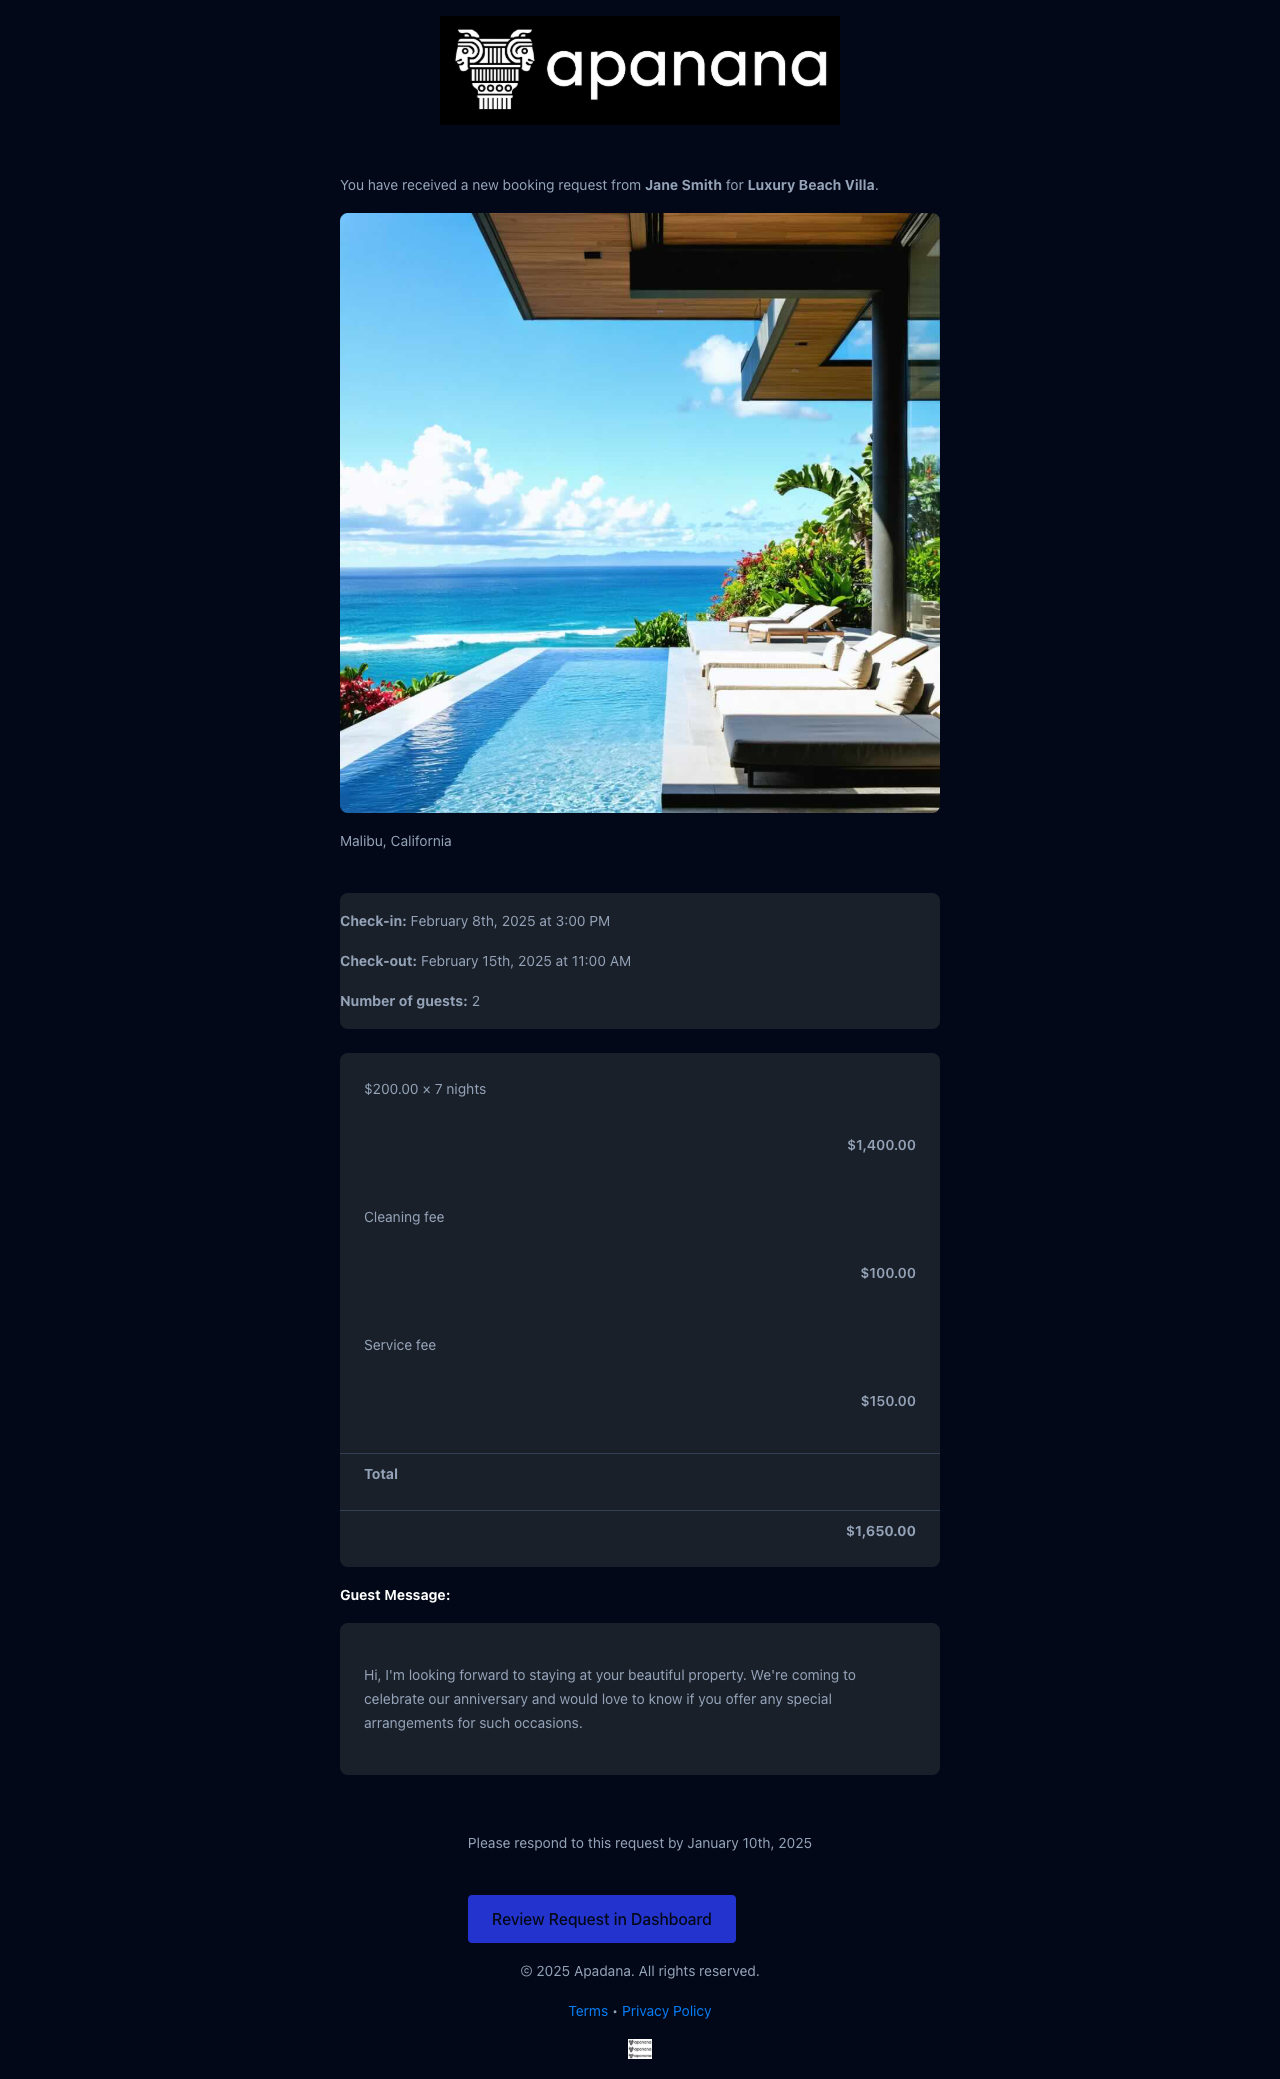 apanana
You have received a new booking request from Jane Smith for Luxury Beach Villa.
Malibu, California
Check-in: February 8th, 2025 at 3:00 PM
Check-out: February 15th, 2025 at 11:00 AM
Number of guests: 2
$200.00 × 7 nights
$1,400.00
Cleaning fee
$100.00
Service fee
$150.00
Total
$1,650.00
Guest Message:
Hi, I'm looking forward to staying at your beautiful property. We're coming to
celebrate our anniversary and would love to know if you offer any special
arrangements for such occasions.
Please respond to this request by January 10th, 2025
Review Request in Dashboard
© 2025 Apadana. All rights reserved.
Terms • Privacy Policy
apanana
apanana
apanana